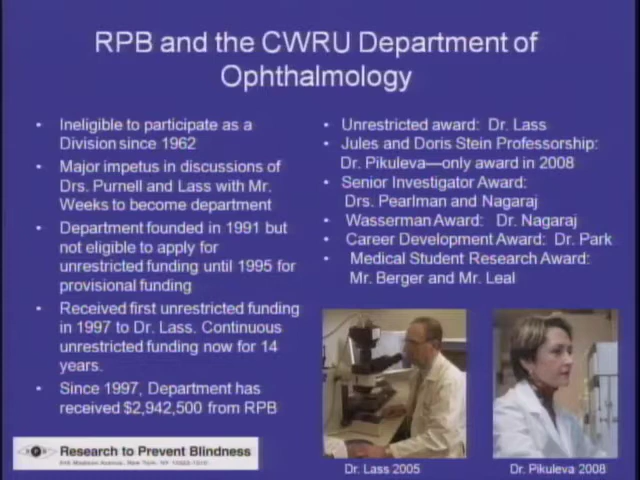 RPB and the CWRU Department of
Ophthalmology
• Ineligible to participate as a
Division since 1962
• Major impetus in discussions of
Drs. Purnell and Lass with Mr.
Weeks to become department
• Department founded in 1991 but
not eligible to apply for
unrestricted funding until 1995 for
provisional funding
• Received first unrestricted funding
in 1997 to Dr. Lass. Continuous
unrestricted funding now for 14
years.
• Since 1997, Department has
received $2,942,500 from RPB
• Unrestricted award: Dr. Lass
• Jules and Doris Stein Professorship:
Dr. Pikuleva—only award in 2008
• Senior Investigator Award:
Drs. Pearlman and Nagaraj
• Wasserman Award: Dr. Nagaraj
• Career Development Award: Dr. Park
• Medical Student Research Award:
Mr. Berger and Mr. Leal
Research to Prevent Blindness
Madison Avenue, New York, NY
Dr. Lass 2005
Dr. Pikuleva 2008